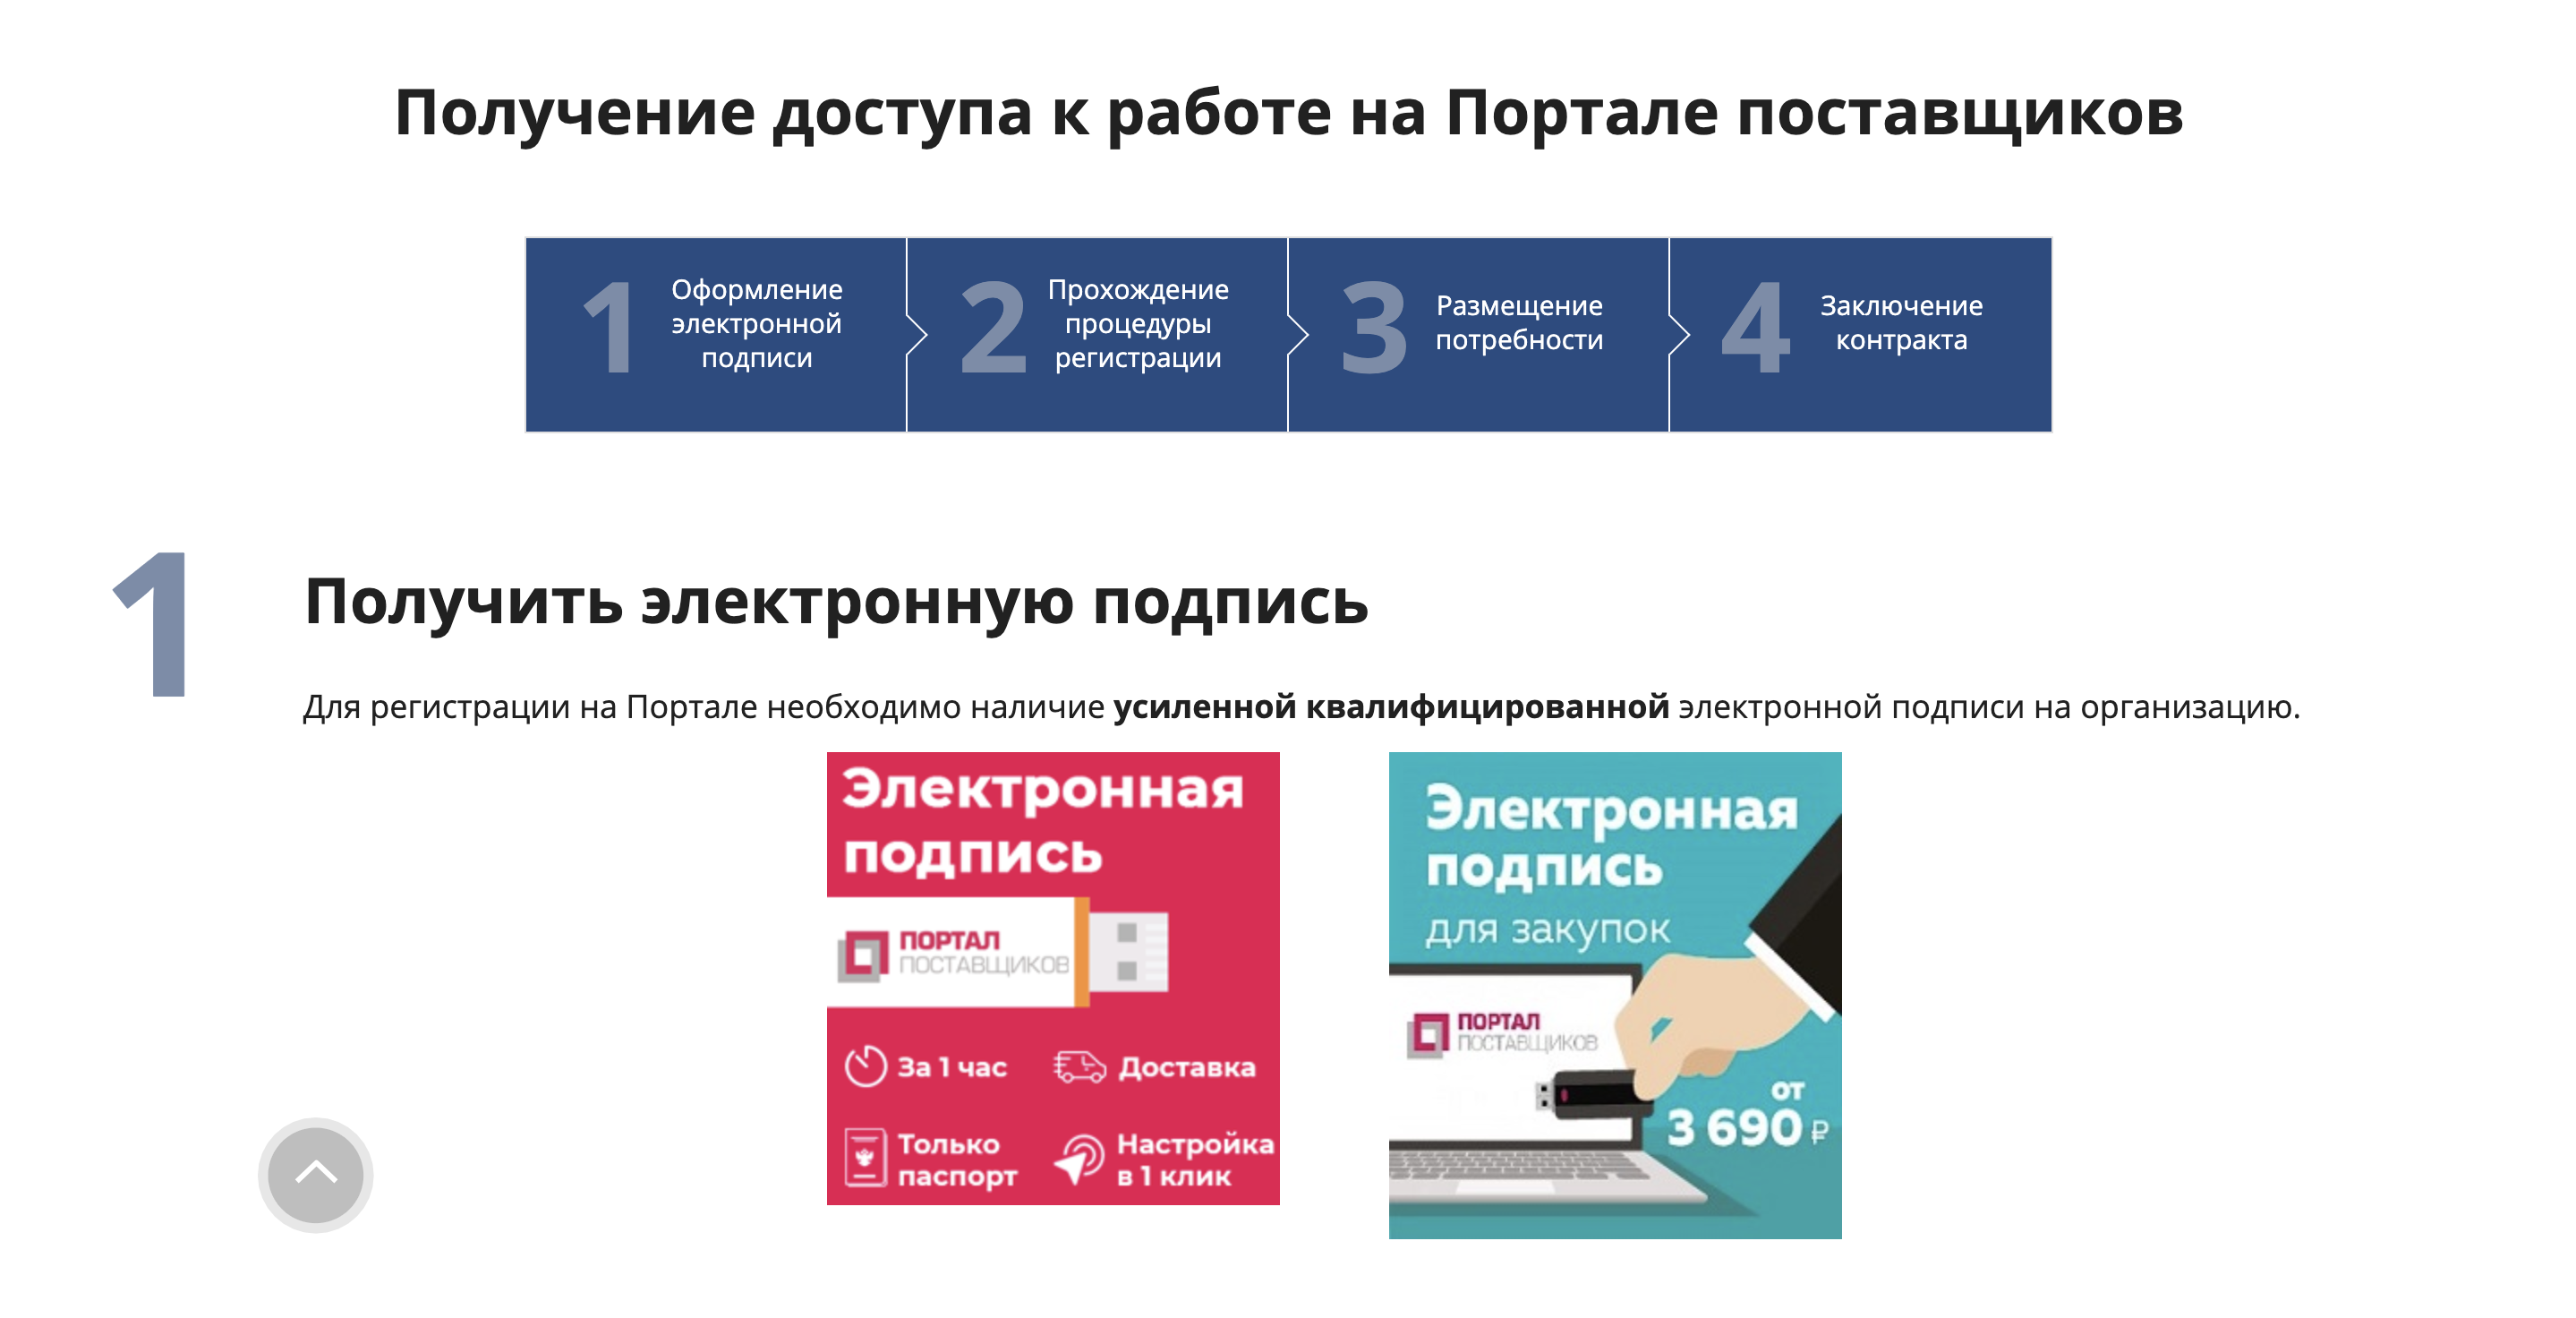 Получение доступа к работе на Портале поставщиков
1
Оформление
электронной
подписи
2
Прохождение
процедуры
регистрации
3
Размещение
потребности
4
Заключение
контракта
1
Получить электронную подпись
Для регистрации на Портале необходимо наличие усиленной квалифицированной электронной подписи на организацию.
Электронная
подпись
ПОРТАЛ
ПОСТАВЩИКОВ
За 1 час
Доставка
Только
паспорт
Настройка
в 1 клик
Электронная
подпись
для закупок
ПОРТАЛ
ПОСТАВЩИКОВ
от
3 690 ₽